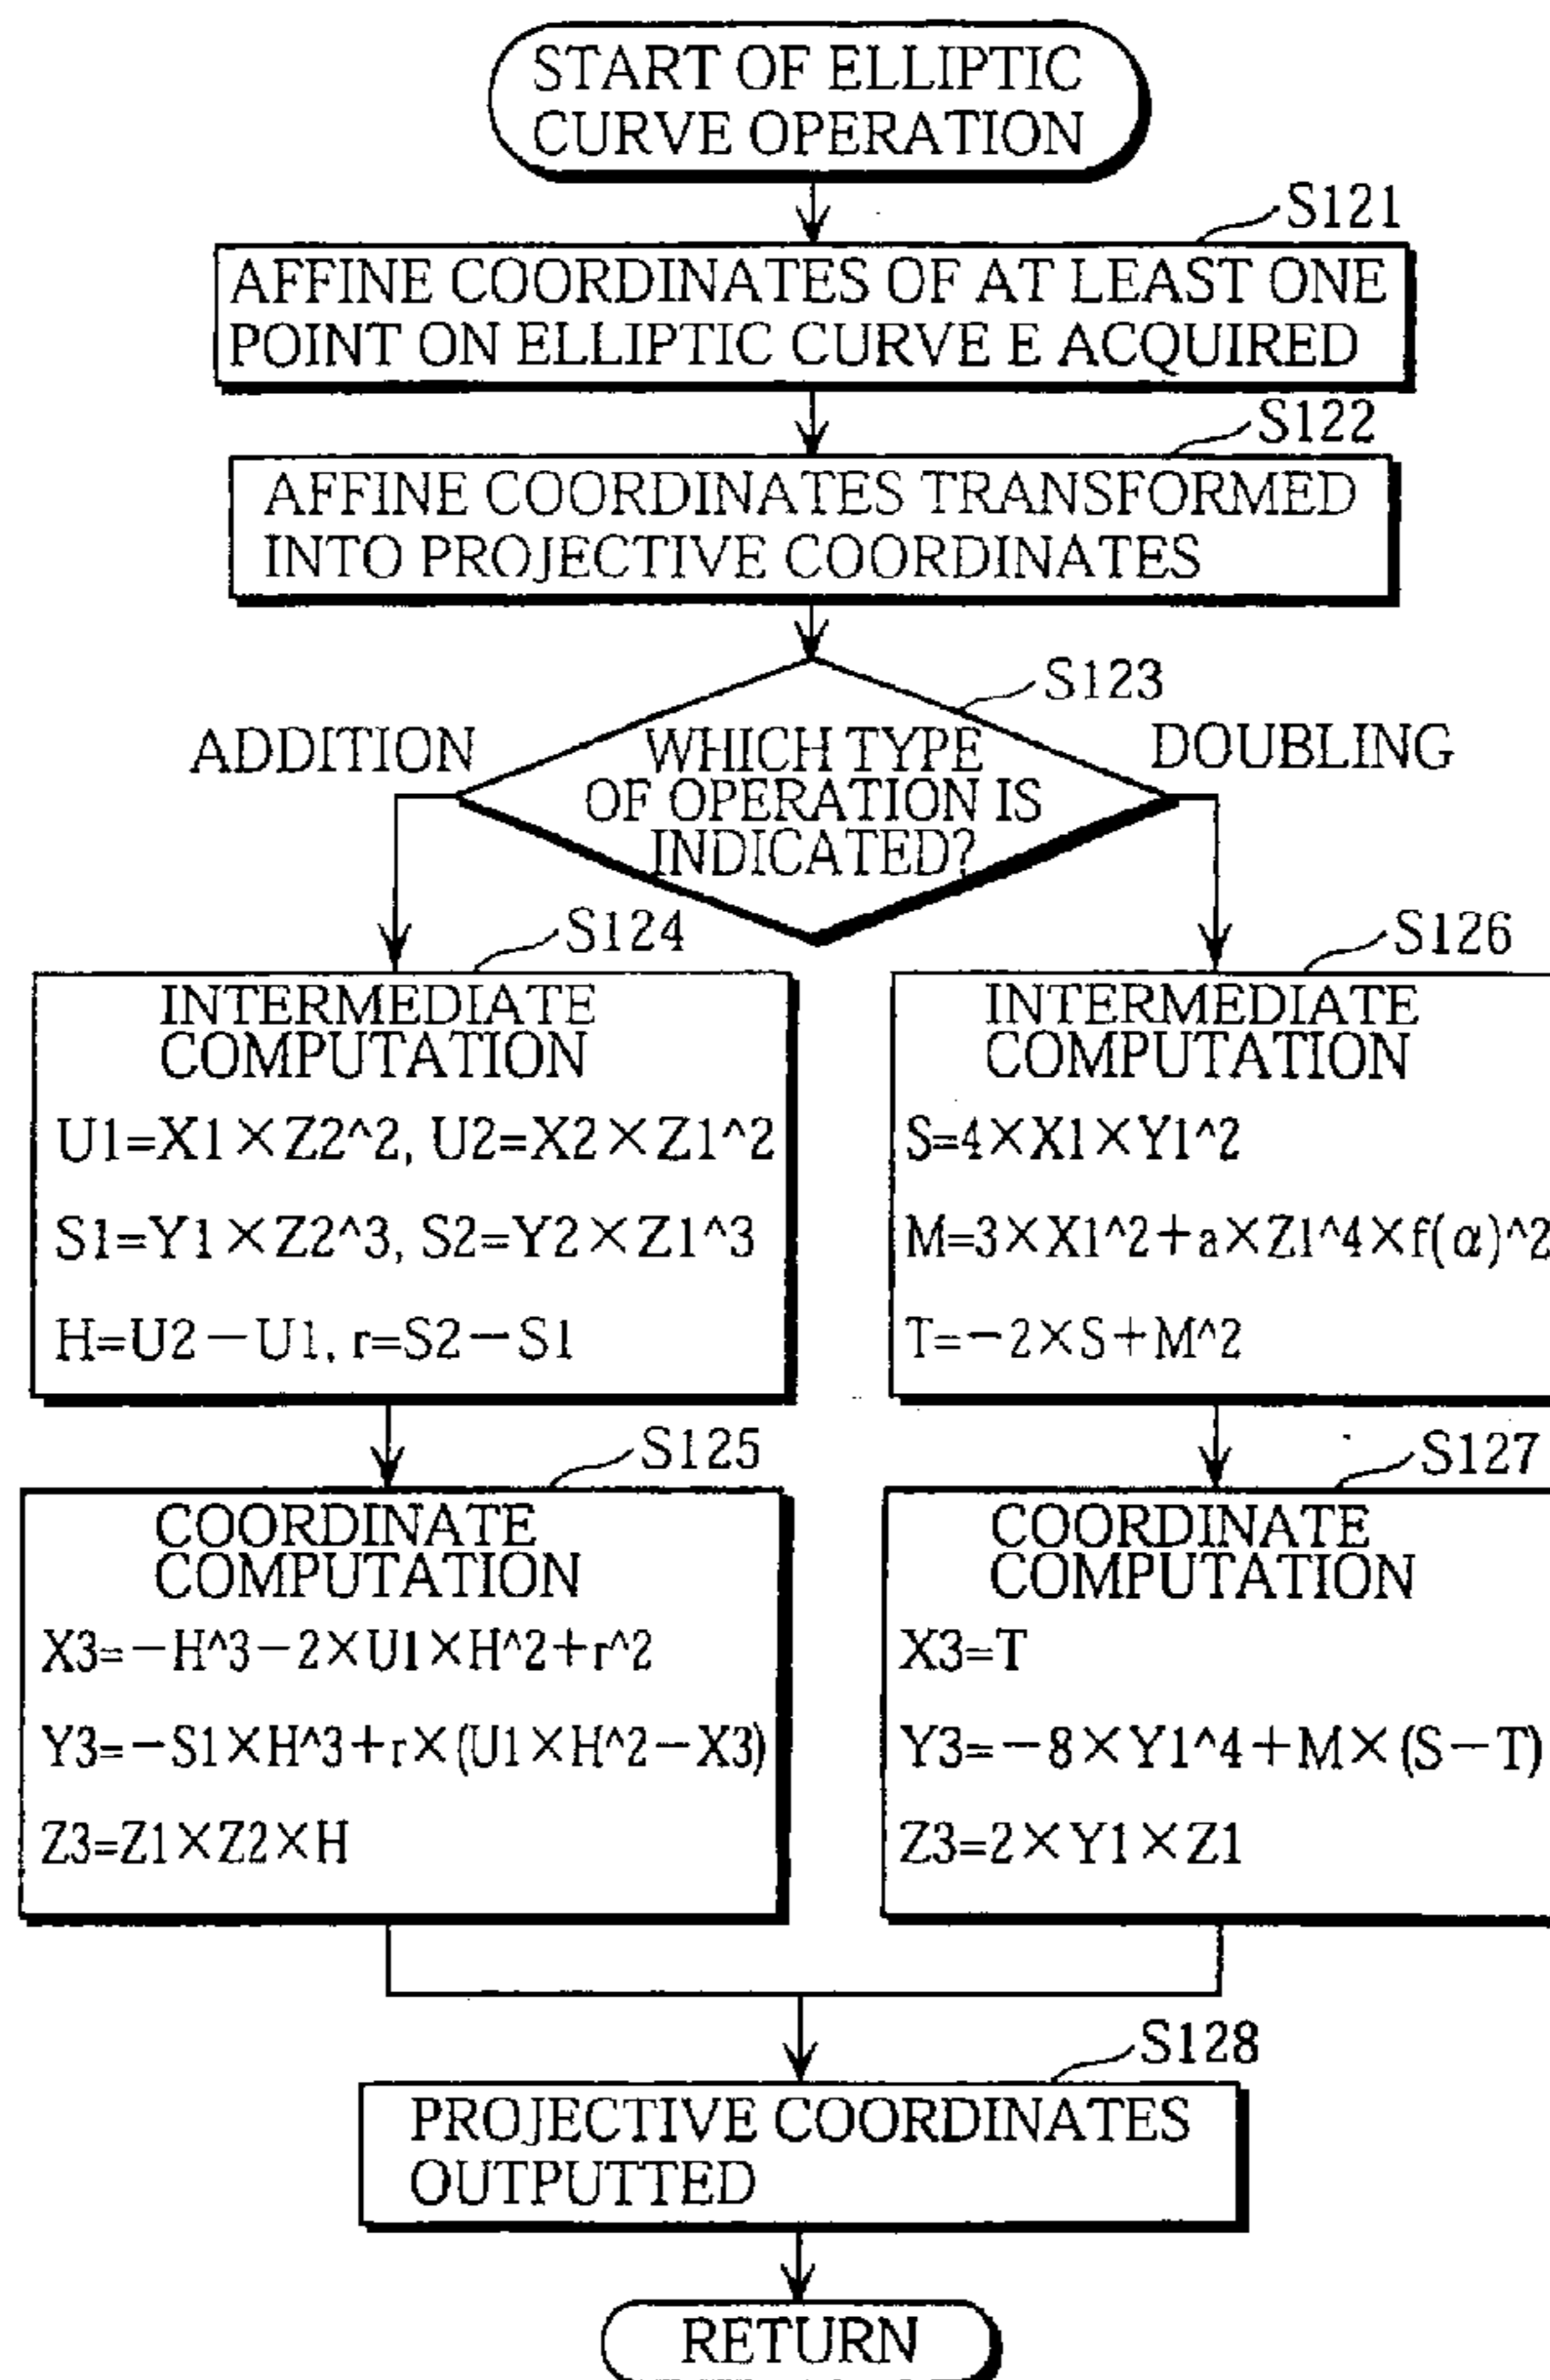 START OF ELLIPTIC
CURVE OPERATION
S121
AFFINE COORDINATES OF AT LEAST ONE
POINT ON ELLIPTIC CURVE E ACQUIRED
S122
AFFINE COORDINATES TRANSFORMED
INTO PROJECTIVE COORDINATES
S123
ADDITION
WHICH TYPE
OF OPERATION IS
INDICATED?
DOUBLING
S124
INTERMEDIATE
COMPUTATION
U1=X1×Z2^2, U2=X2×Z1^2
S1=Y1×Z2^3, S2=Y2×Z1^3
H=U2-U1, r=S2-S1
S126
INTERMEDIATE
COMPUTATION
S=4×X1×Y1^2
M=3×X1^2+a×Z1^4×f(α)^2
T=-2×S+M^2
S125
COORDINATE
COMPUTATION
X3=-H^3-2×U1×H^2+r^2
Y3=-S1×H^3+r×(U1×H^2-X3)
Z3=Z1×Z2×H
S127
COORDINATE
COMPUTATION
X3=T
Y3=-8×Y1^4+M×(S-T)
Z3=2×Y1×Z1
S128
PROJECTIVE COORDINATES
OUTPUTTED
RETURN